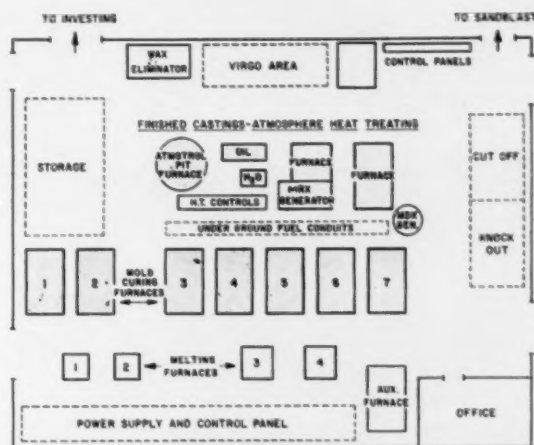 TO INVESTING
TO SANDBLAST
WAX
ELIMINATOR
VIRGO AREA
CONTROL PANELS
FINISHED CASTINGS-ATMOSPHERE HEAT TREATING
STORAGE
ATMOTROL
PIT
FURNACE
OIL
H2O
H.T. CONTROLS
FURNACE
MRX
GENERATOR
FURNACE
CUT OFF
UNDER GROUND FUEL CONDUITS
MDX
GEN.
KNOCK
OUT
1
2
MOLD
CURING
FURNACES
3
4
5
6
7
1
2
MELTING
FURNACES
3
4
AUX.
FURNACE
POWER SUPPLY AND CONTROL PANEL
OFFICE